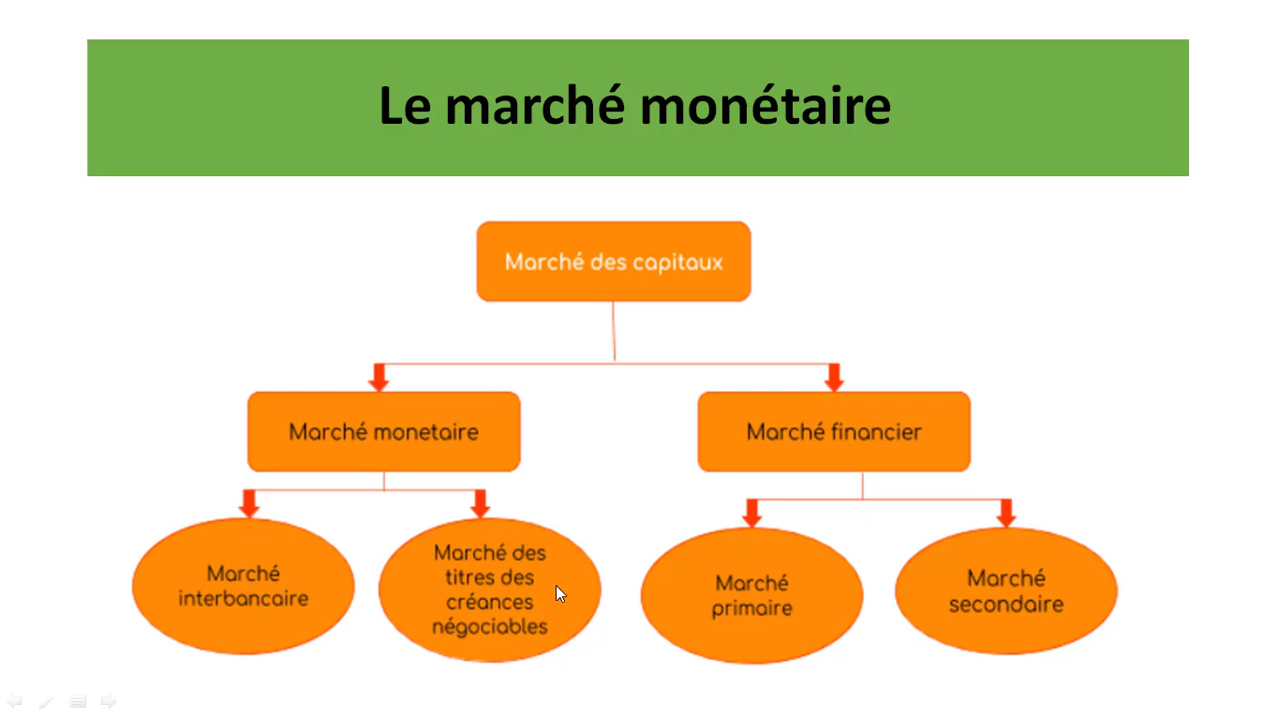 Le marché monétaire
Marché des capitaux
Marché monetaire
Marché financier
Marché
interbancaire
Marché des
titres des
créances
négociables
Marché
primaire
Marché
secondaire